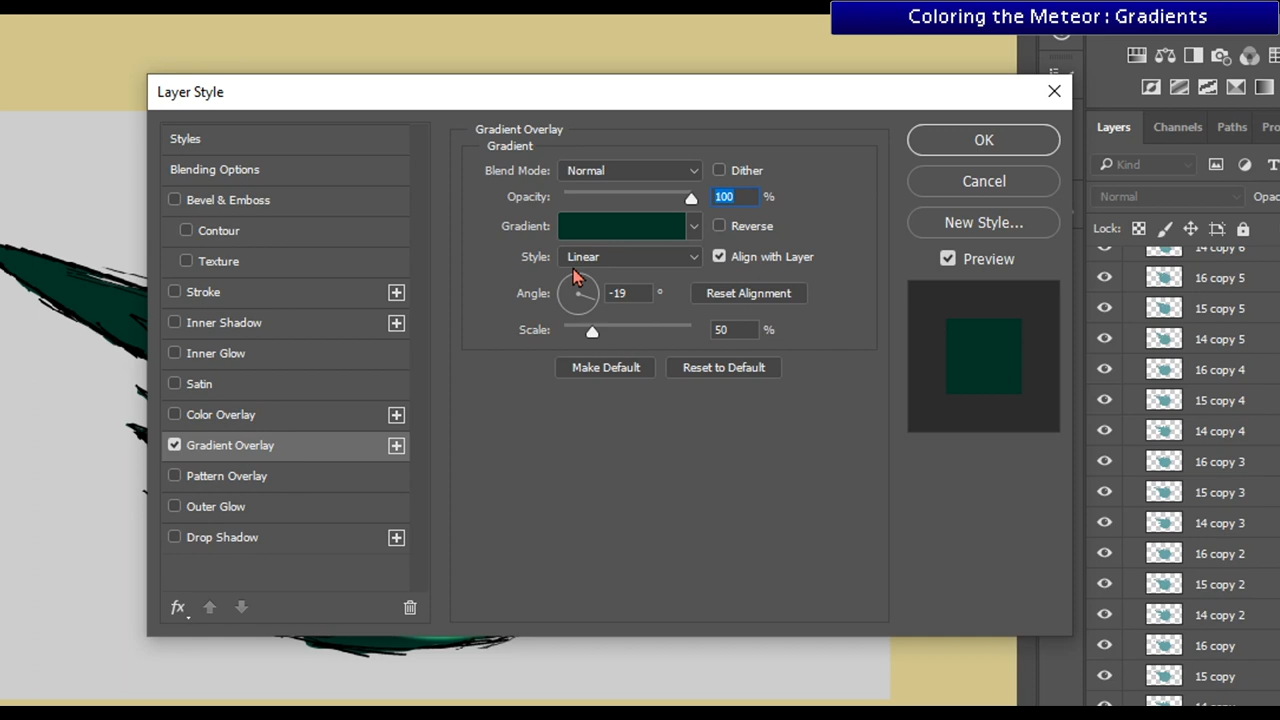 Coloring the Meteor : Gradients
Layer Style
Styles
Blending Options
Bevel & Emboss
Contour
Texture
Stroke
Inner Shadow
Inner Glow
Satin
Color Overlay
Gradient Overlay
Pattern Overlay
Outer Glow
Drop Shadow
fx
Gradient Overlay
Gradient
Blend Mode: Normal Dither
Opacity: 100 %
Gradient: Reverse
Style: Linear Align with Layer
Angle: -19 ° Reset Alignment
Scale: 50 %
Make Default Reset to Default
OK
Cancel
New Style...
Preview
Layers Channels Paths
Kind
Normal
Lock:
16 copy 5
15 copy 5
14 copy 5
16 copy 4
15 copy 4
14 copy 4
16 copy 3
15 copy 3
14 copy 3
16 copy 2
15 copy 2
14 copy 2
16 copy
15 copy